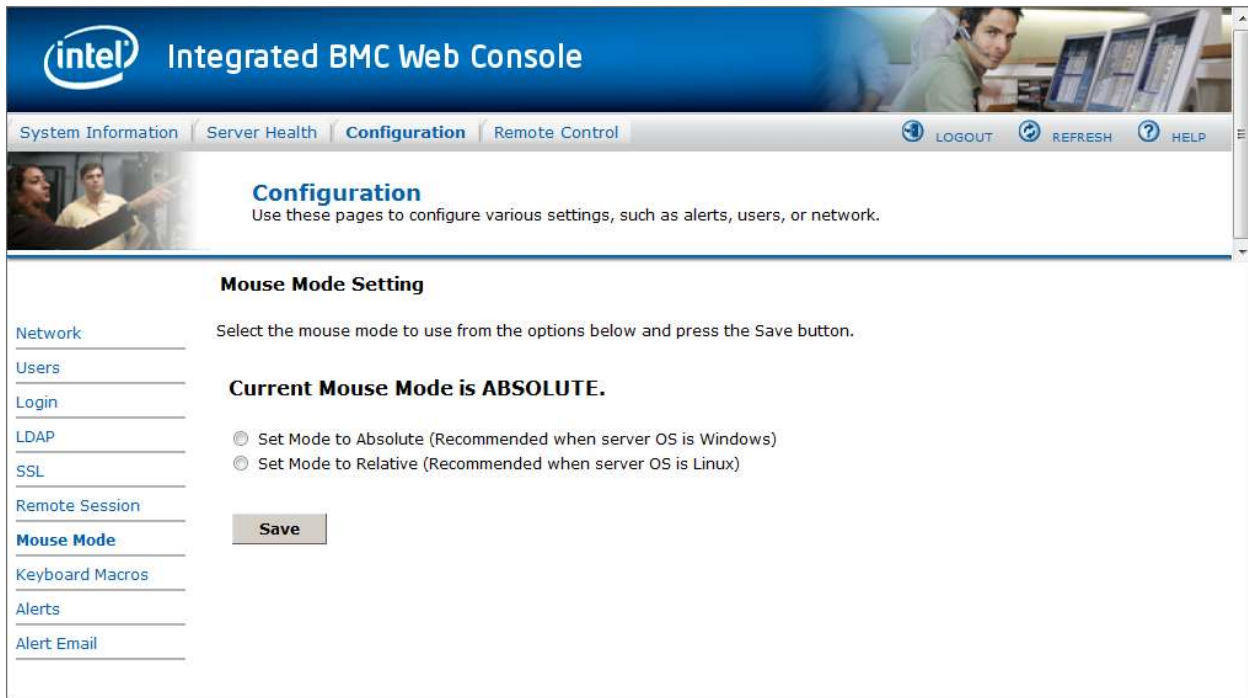 intel Integrated BMC Web Console
System Information Server Health Configuration Remote Control LOGOUT REFRESH ? HELP
Configuration
Use these pages to configure various settings, such as alerts, users, or network.
Mouse Mode Setting
Select the mouse mode to use from the options below and press the Save button.
Current Mouse Mode is ABSOLUTE.
Set Mode to Absolute (Recommended when server OS is Windows)
Set Mode to Relative (Recommended when server OS is Linux)
Save
Network
Users
Login
LDAP
SSL
Remote Session
Mouse Mode
Keyboard Macros
Alerts
Alert Email